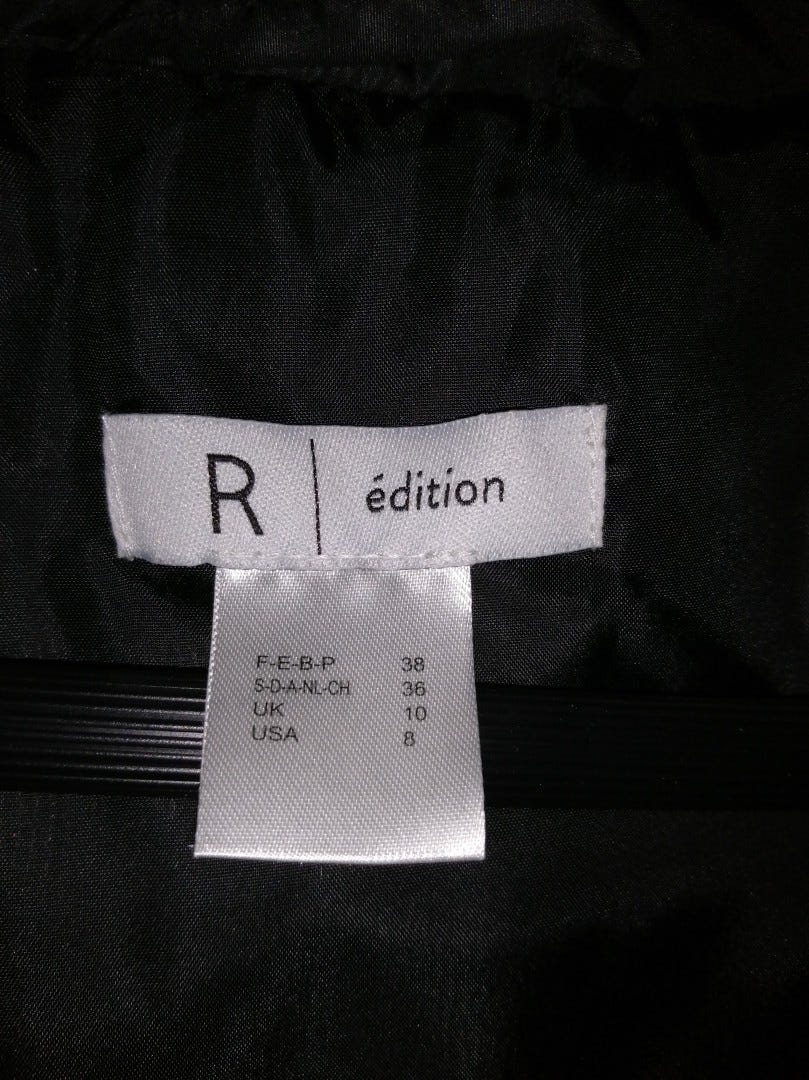 R | édition
F-E-B-P 38
S-D-A-NL-CH 36
UK 10
USA 8